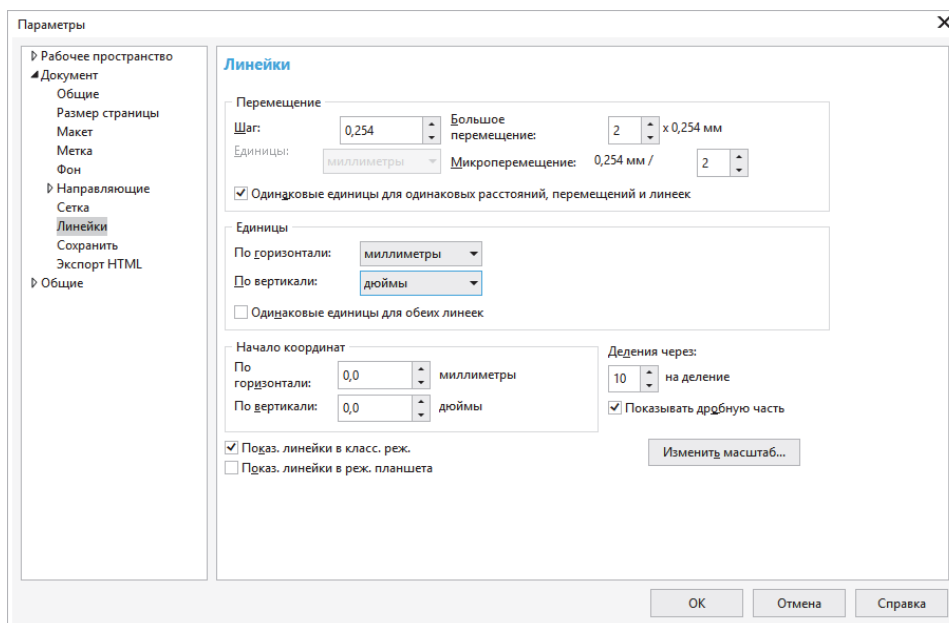 Параметры
Рабочее пространство
Документ
Общие
Размер страницы
Макет
Метка
Фон
Направляющие
Сетка
Линейки
Сохранить
Экспорт HTML
Общие
Линейки
Перемещение
Шаг:
0,254
Большое
перемещение:
2
x 0,254 мм
Единицы:
миллиметры
Микроперемещение:
0,254 мм /
2
Одинаковые единицы для одинаковых расстояний, перемещений и линеек
Единицы
По горизонтали:
миллиметры
По вертикали:
дюймы
Одинаковые единицы для обеих линеек
Начало координат
По
горизонтали:
0,0
миллиметры
По вертикали:
0,0
дюймы
Деления через:
10
на деление
Показывать дробную часть
Показ. линейки в класс. реж.
Показ. линейки в реж. планшета
Изменить масштаб...
ОК
Отмена
Справка